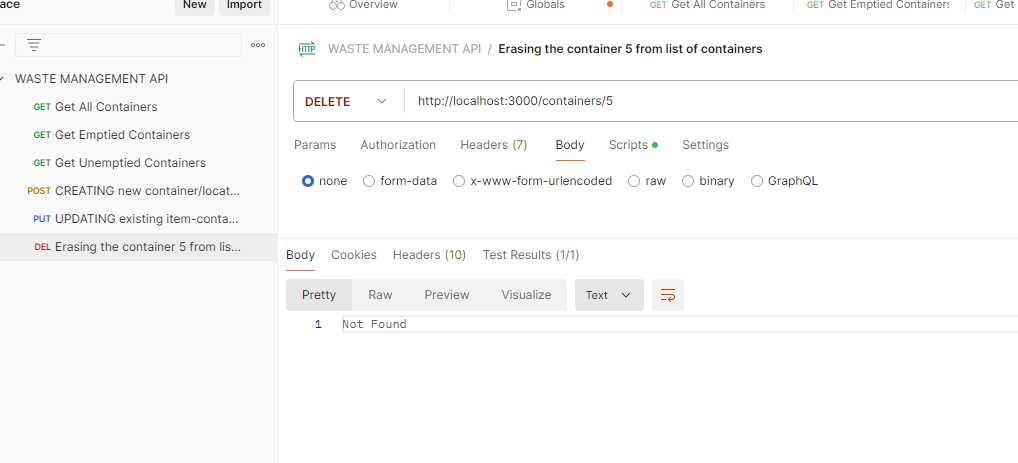 ace New Import Overview Globals GET Get All Containers GET Get Emptied Containers GET Get
WASTE MANAGEMENT API / Erasing the container 5 from list of containers
WASTE MANAGEMENT API
GET Get All Containers
GET Get Emptied Containers
GET Get Unemptied Containers
POST CREATING new container/locat...
PUT UPDATING existing item-conta...
DEL Erasing the container 5 from lis...
DELETE http://localhost:3000/containers/5
Params Authorization Headers (7) Body Scripts Settings
none form-data x-www-form-urlencoded raw binary GraphQL
Body Cookies Headers (10) Test Results (1/1)
Pretty Raw Preview Visualize Text
1 Not Found